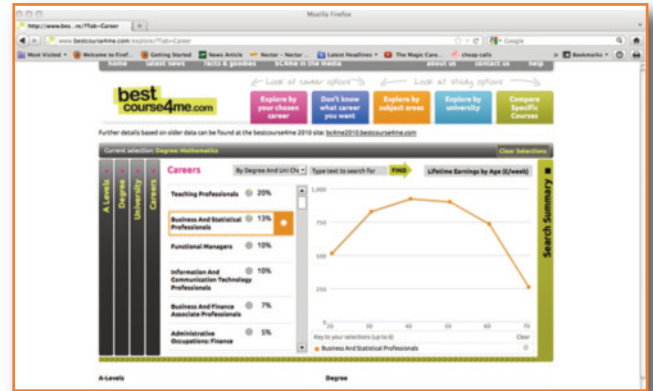 Mozilla Firefox
http://www.bes...re/?Tab=Career
www.bestcourse4me.com/explore/?Tab=Career
Google
Most Visited
Welcome to Firef...
Getting Started
News Article
Nectar - Nectar ...
Latest Headlines
The Magic Caro...
cheap calls
Bookmarks
home
latest news
facts & goodies
BC4ME in the media
about us
contact us
help
Look at career options
Look at study options
best
course4me.com
Explore by
your chosen
career
Don't know
what career
you want
Explore by
subject areas
Explore by
university
Compare
Specific
Courses
Further details based on older data can be found at the bestcourse4me 2010 site: bc4me2010.bestcourse4me.com
Current selection: Degree: Mathematics
Clear Selections
A Levels
Degree
University
Careers
Careers
By Degree And Uni Ch
Type text to search for
FIND
Lifetime Earnings by Age (£/week)
Teaching Professionals 20%
Business And Statistical
Professionals 13%
Functional Managers 10%
Information And
Communication Technology
Professionals 10%
Business And Finance
Associate Professionals 7%
Administrative
Occupations: Finance 5%
1,000
750
500
250
0
20 30 40 50 60 70
Key to your selections (up to 6)
Clear
Business And Statistical Professionals
Search Summary
A-Levels
Degree